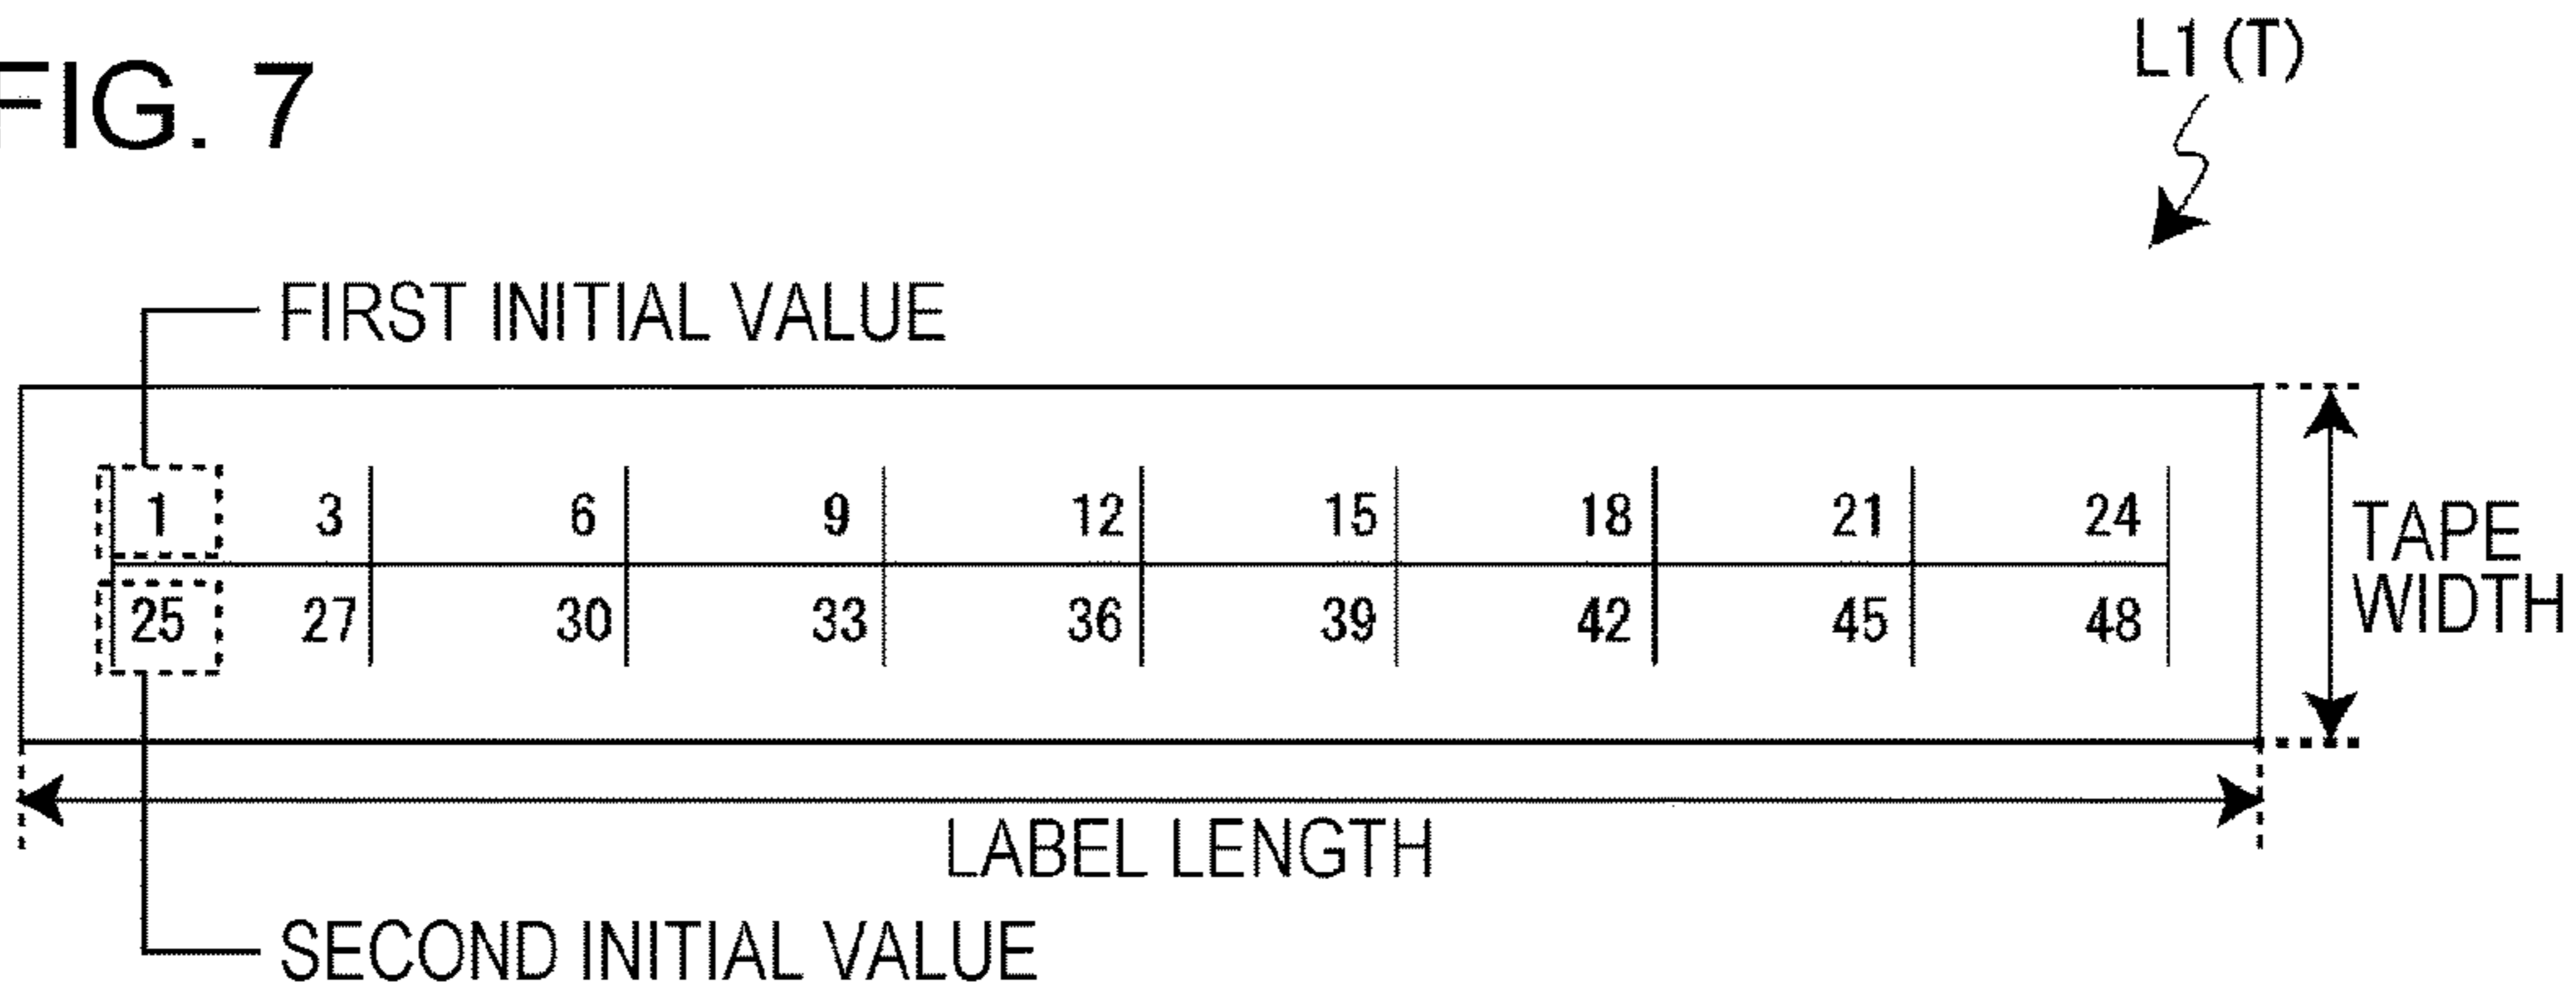 FIG. 7
L1 (T)
FIRST INITIAL VALUE
1 3 6 9 12 15 18 21 24
25 27 30 33 36 39 42 45 48
TAPE
WIDTH
LABEL LENGTH
SECOND INITIAL VALUE